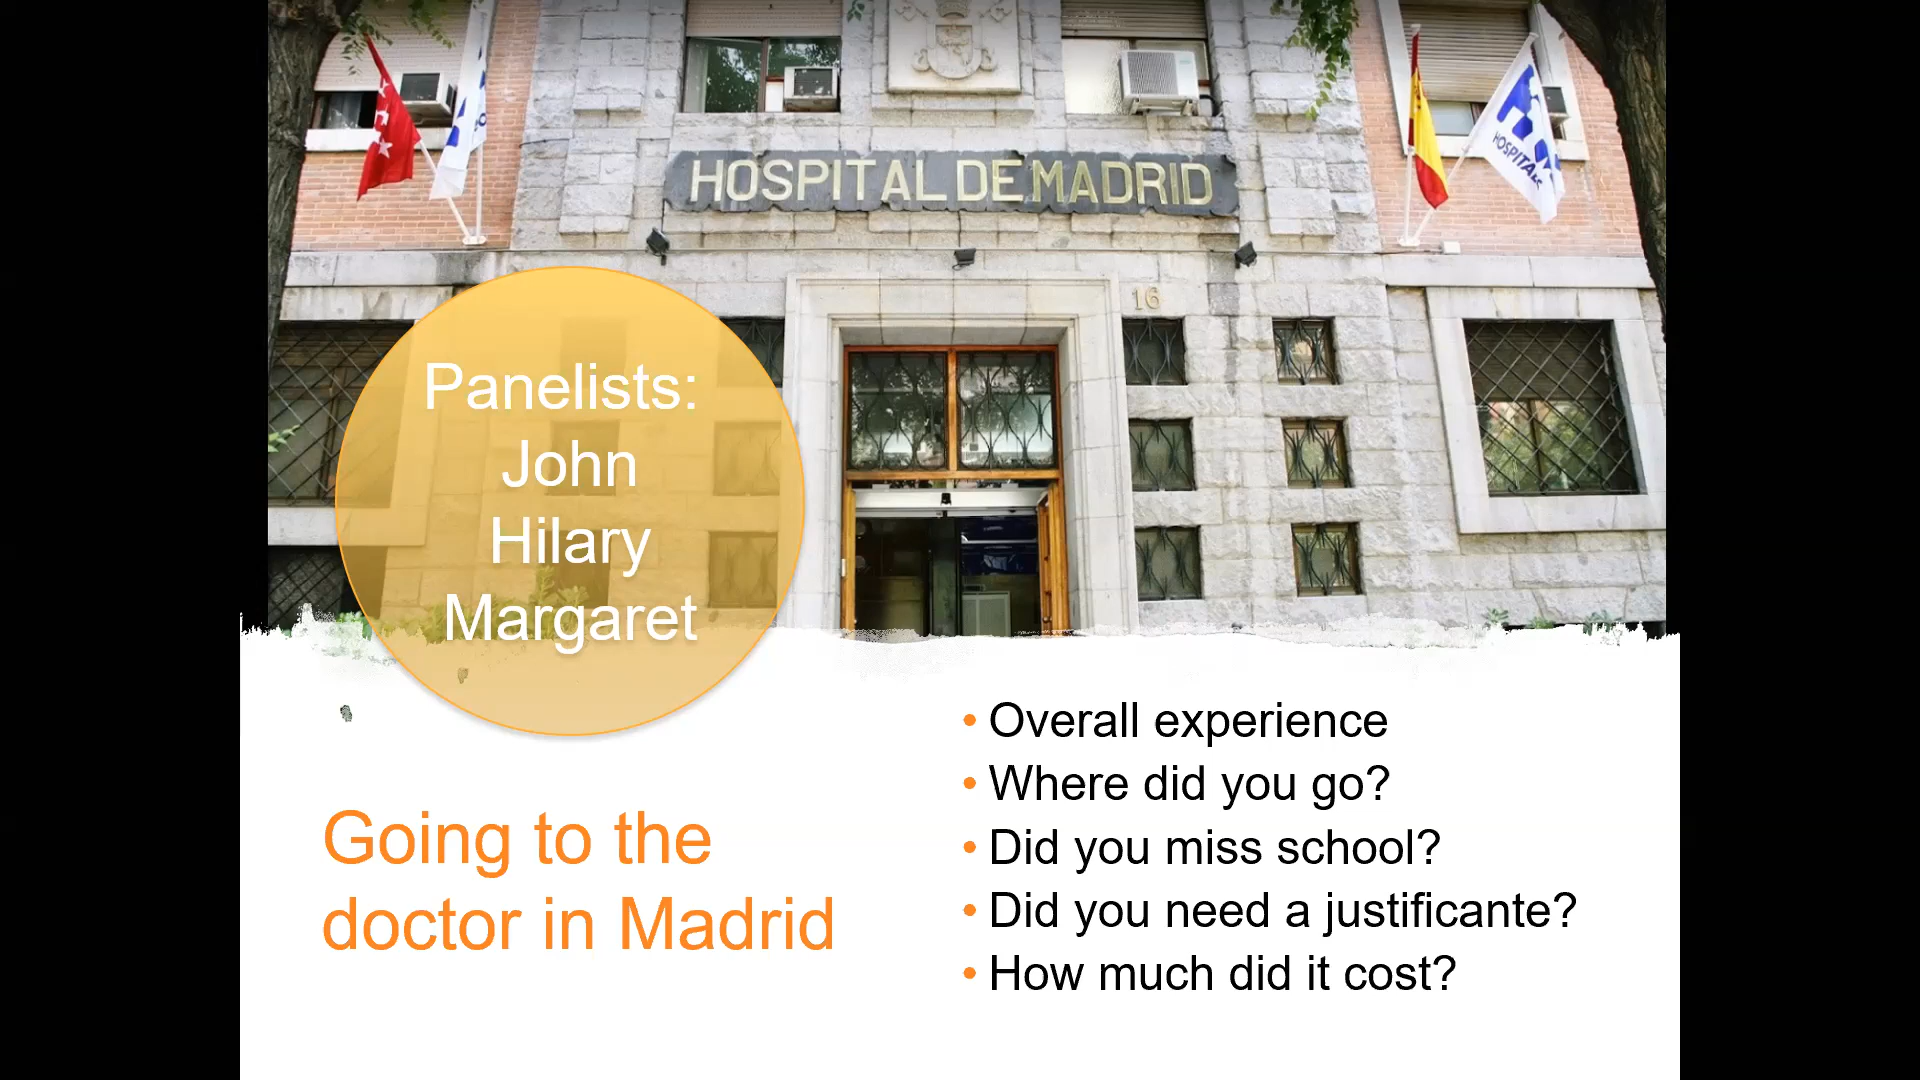 HOSPITAL DE MADRID
HOSPITALES
16
Panelists:
John
Hilary
Margaret
Going to the
doctor in Madrid
• Overall experience
• Where did you go?
• Did you miss school?
• Did you need a justificante?
• How much did it cost?